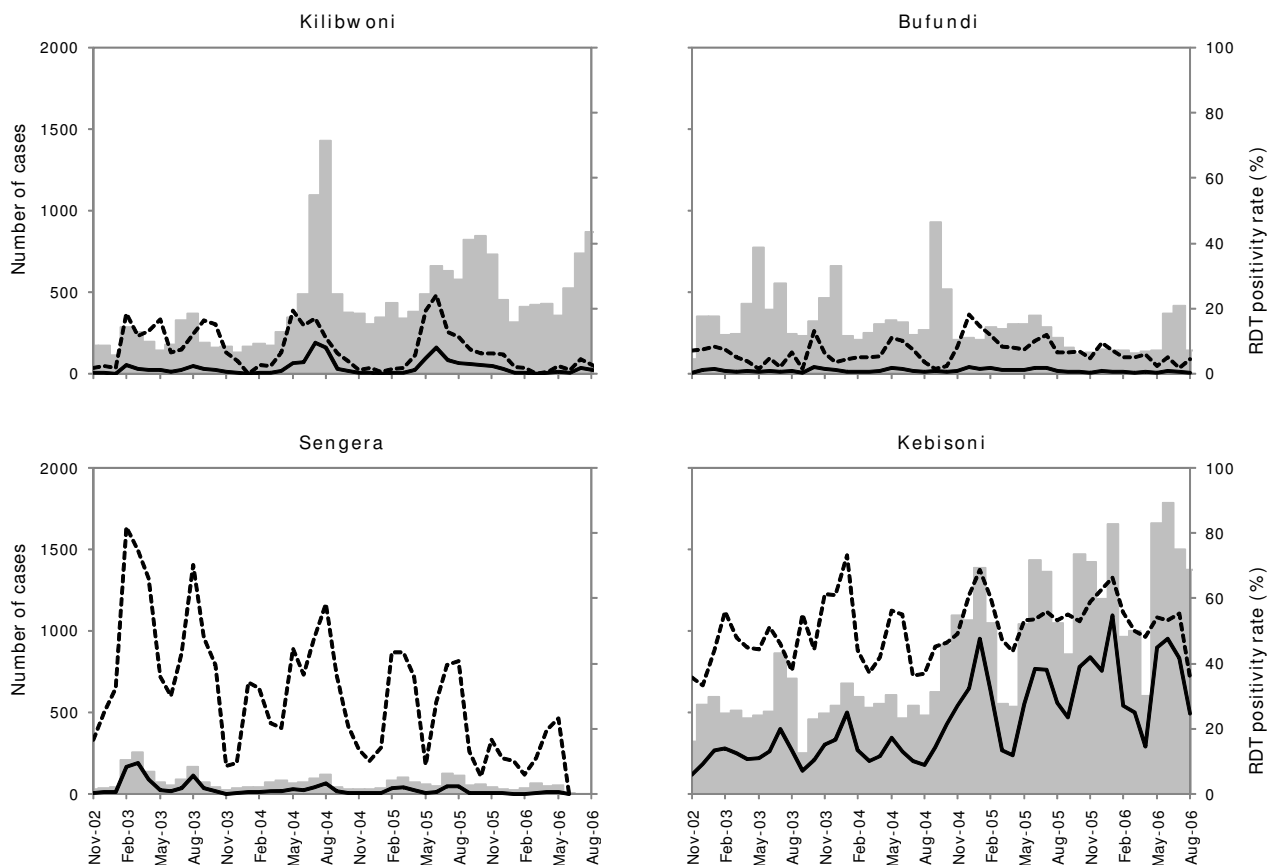 Kilibwoni
Bufundi
2000
1500
1000
500
0
Number of cases
100
80
60
40
20
0
RDT positivity rate (%)
Sengera
Kebisoni
2000
1500
1000
500
0
Number of cases
100
80
60
40
20
0
RDT positivity rate (%)
Nov-02
Feb-03
May-03
Aug-03
Nov-03
Feb-04
May-04
Aug-04
Nov-04
Feb-05
May-05
Aug-05
Nov-05
Feb-06
May-06
Aug-06
Nov-02
Feb-03
May-03
Aug-03
Nov-03
Feb-04
May-04
Aug-04
Nov-04
Feb-05
May-05
Aug-05
Nov-05
Feb-06
May-06
Aug-06